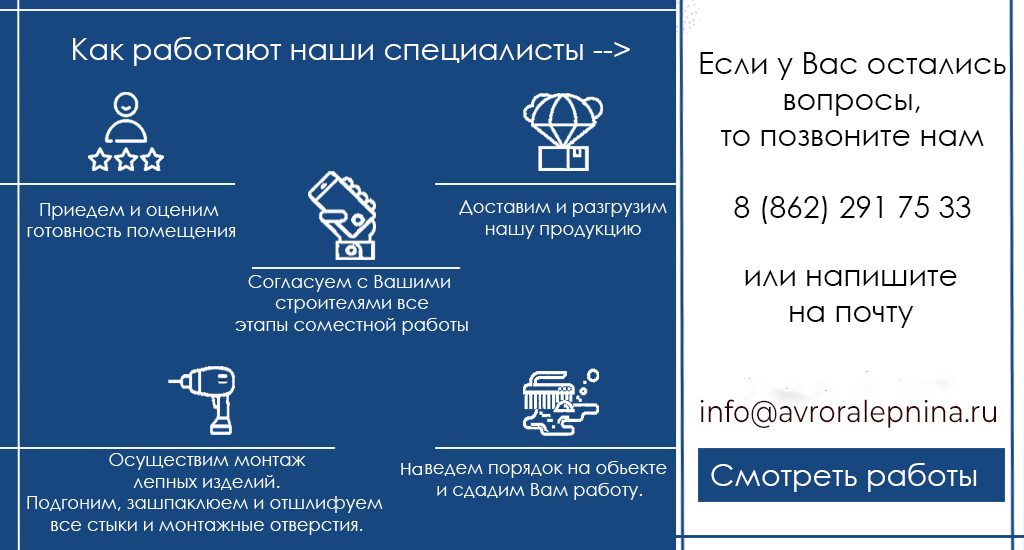 Как работают наши специалисты -->
Приедем и оценим
готовность помещения
Согласуем с Вашими
строителями все
этапы соместной работы
Доставим и разгрузим
нашу продукцию
Осуществим монтаж
лепных изделий.
Подгоним, зашпаклюем и отшлифуем
все стыки и монтажные отверстия.
Наведем порядок на обьекте
и сдадим Вам работу.
Если у Вас остались
вопросы,
то позвоните нам
8 (862) 291 75 33
или напишите
на почту
info@avroralepnina.ru
Смотреть работы